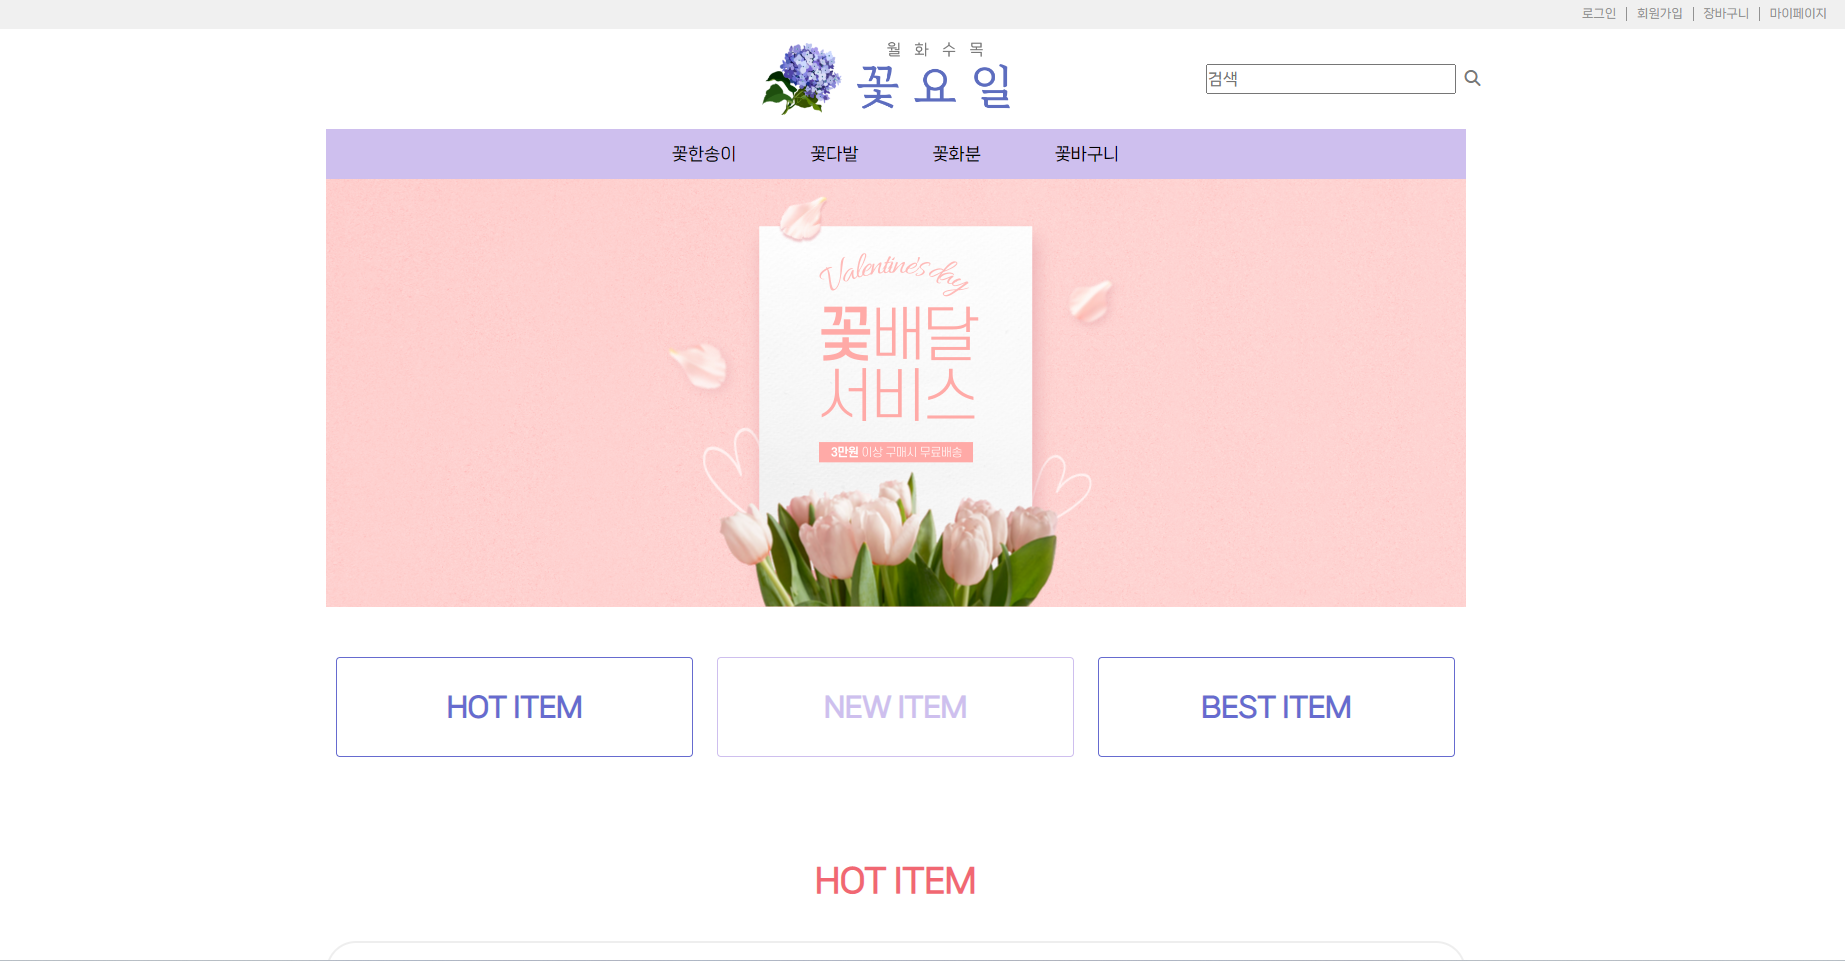 로그인 | 회원가입 | 장바구니 | 마이페이지
월 화 수 목
꽃요일
검색
꽃한송이 꽃다발 꽃화분 꽃바구니
Valentine's day
꽃배달
서비스
3만원 이상 구매시 무료배송
HOT ITEM NEW ITEM BEST ITEM
HOT ITEM